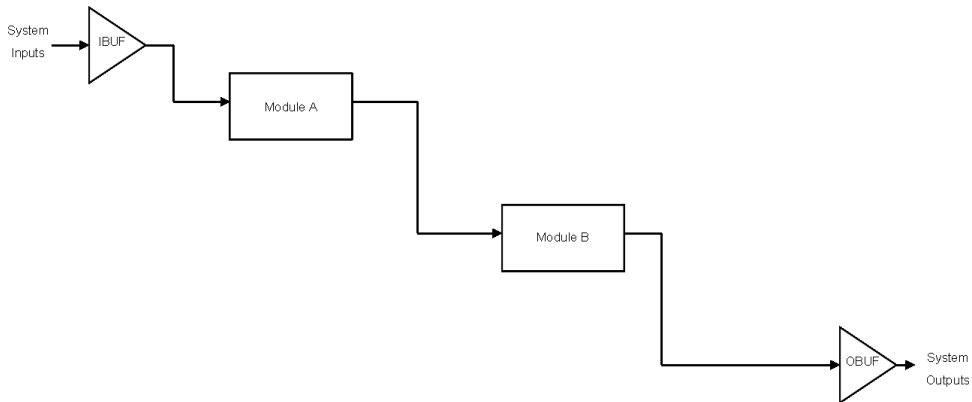 System
Inputs
IBUF
Module A
Module B
OBUF
System
Outputs